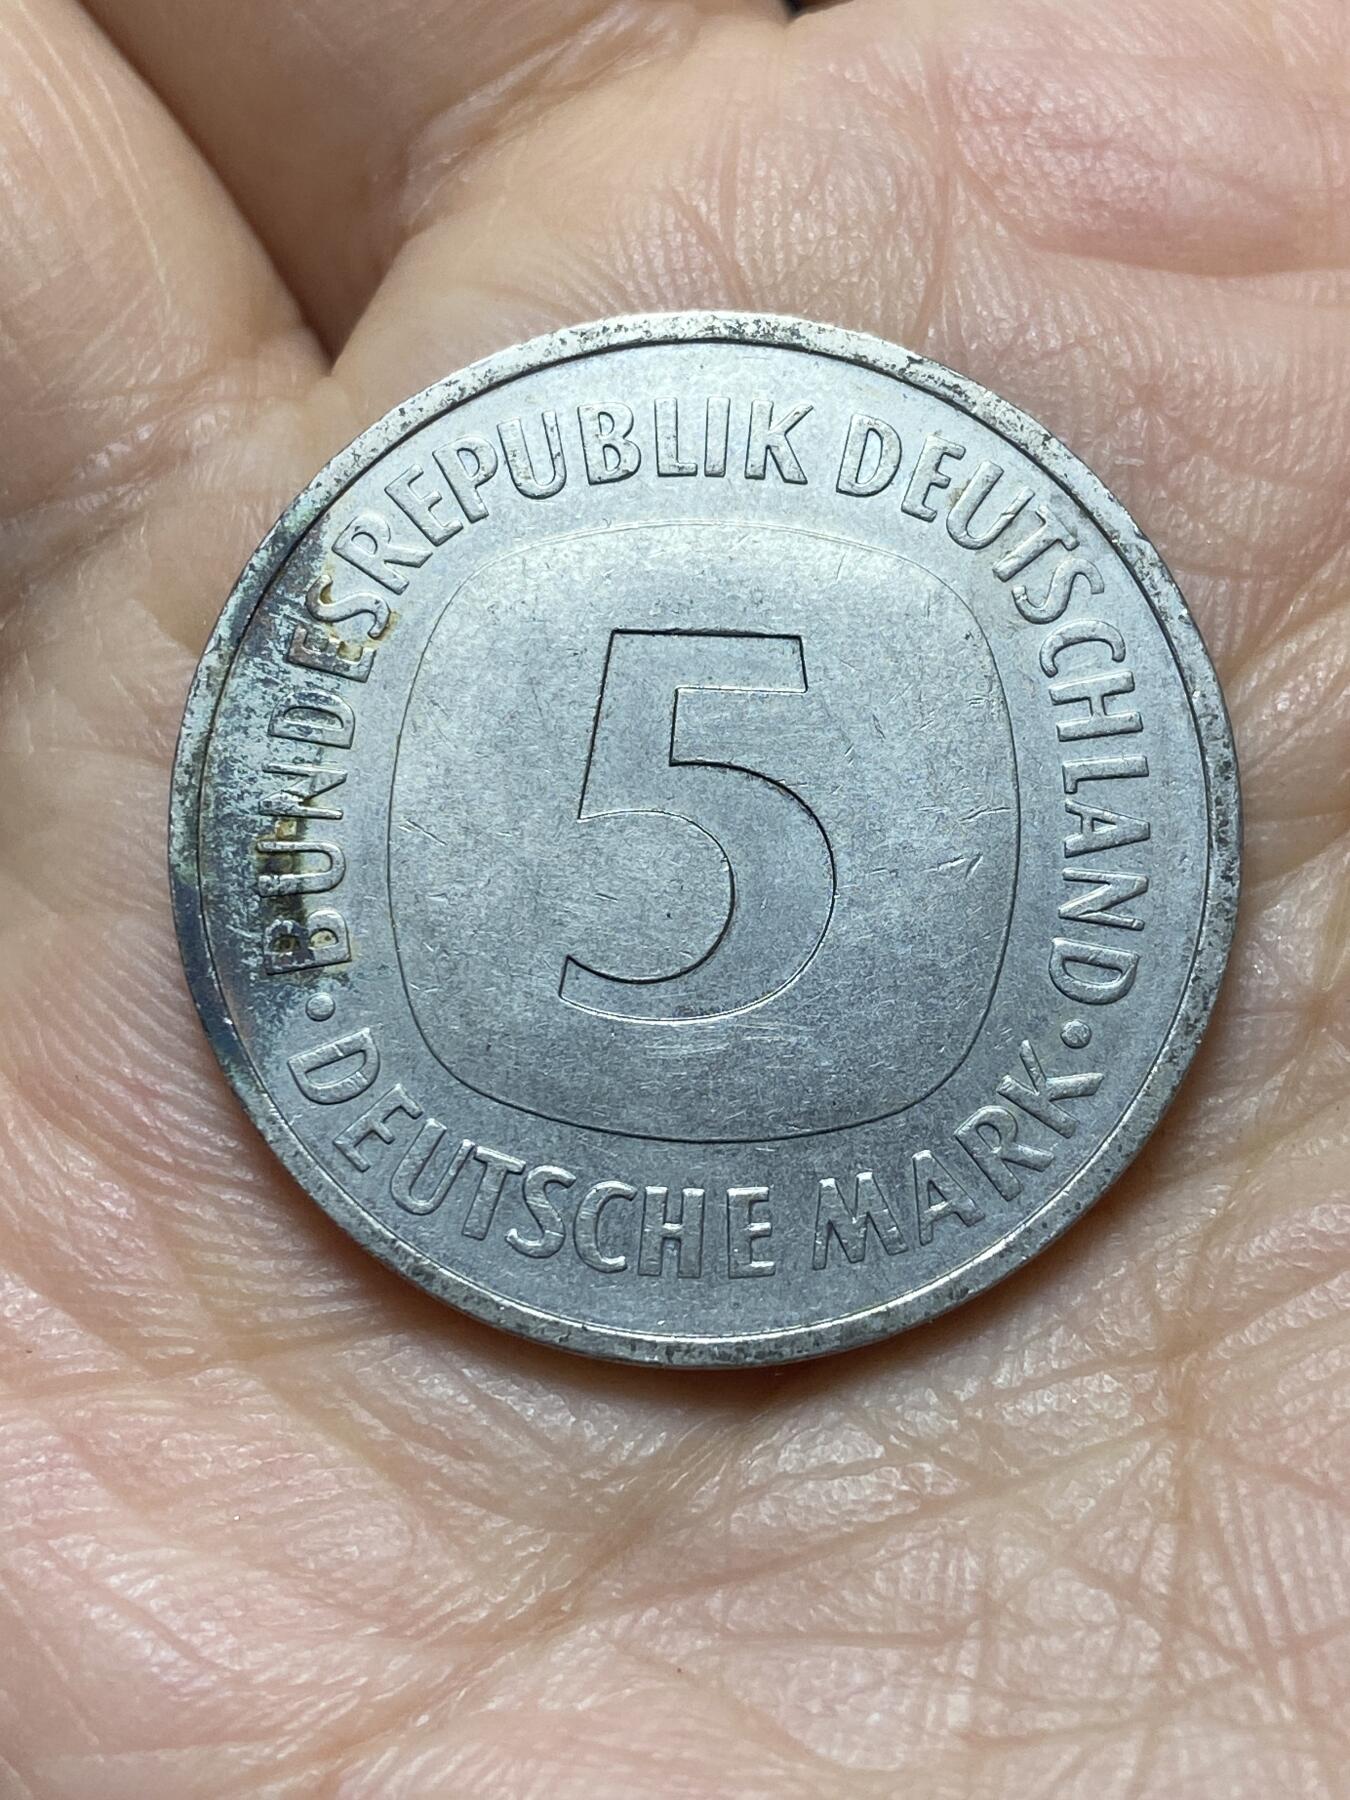 · BUNDESREPUBLIK DEUTSCHLAND ·
5
DEUTSCHE MARK